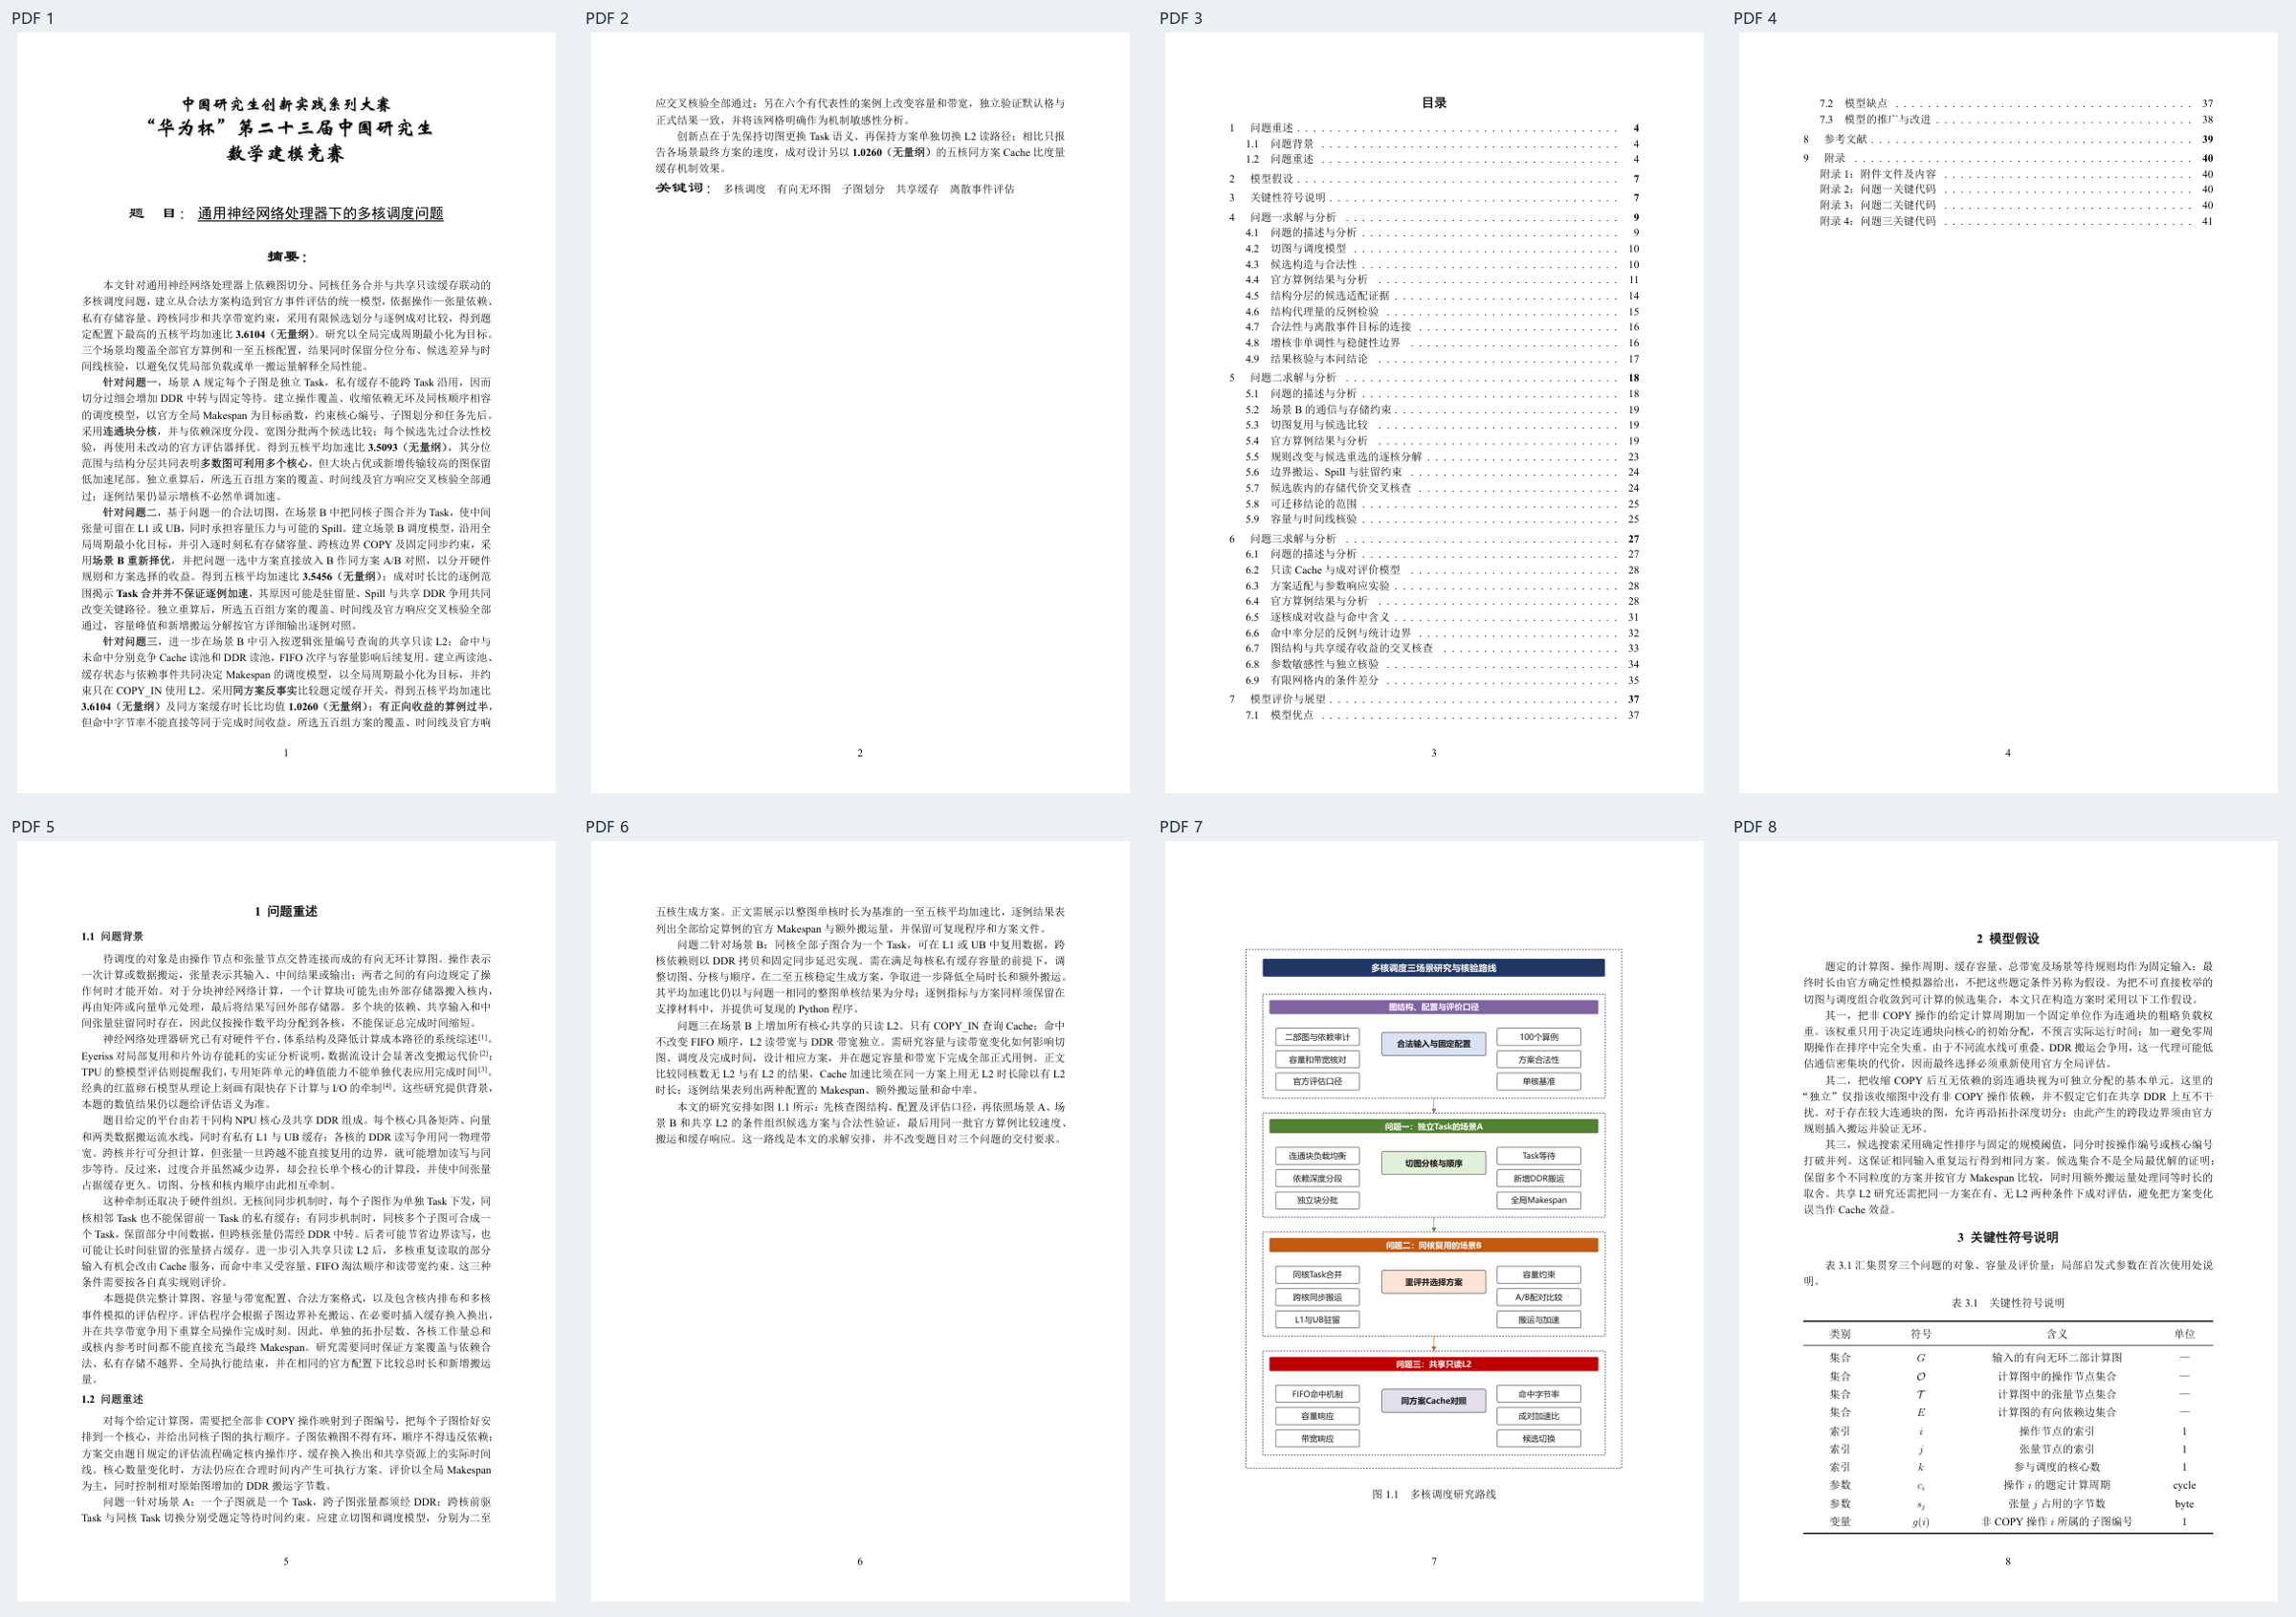 PDF 1
中国研究生创新实践系列大赛
“华为杯”第二十三届中国研究生
数学建模竞赛
题　目：　通用神经网络处理器下的多核调度问题
摘要：
本文针对通用神经网络处理器上依赖图切分、同核任务合并与共享只读缓存联动的
多核调度问题，建立从合法方案构造到官方事件评估的统一模型，依据操作—张量依赖、
私有存储容量、跨核同步和共享带宽约束，采用有限候选划分与逐例成对比较，得到题
定配置下最高的五核平均加速比 3.6104（无量纲）。研究以全局完成周期最小化为目标。
三个场景均覆盖全部官方算例和一至五核配置，结果同时保留分位分布、候选差异与时
间线核验，以避免仅凭局部负载或单一搬运量解释全局性能。
针对问题一，场景 A 规定每个子图是独立 Task，私有缓存不能跨 Task 沿用，因而
切分过细会增加 DDR 中转与固定等待。建立操作覆盖、收缩依赖无环及同核顺序相容
的调度模型，以官方全局 Makespan 为目标函数，约束核心编号、子图划分和任务先后。
采用连通块分核，并与依赖深度分段、宽图分批两个候选比较；每个候选先过合法性校
验，再使用未改动的官方评估器择优。得到五核平均加速比 3.5093（无量纲），其分位
范围与结构分层共同表明多数图可利用多个核心，但大块占优或新增传输较高的图保留
低加速尾部。独立重算后，所选五百组方案的覆盖、时间线及官方响应交叉核验全部通
过；逐例结果仍显示增核不必然单调加速。
针对问题二，基于问题一的合法切图，在场景 B 中把同核子图合并为 Task，使中间
张量可留在 L1 或 UB，同时承担容量压力与可能的 Spill。建立场景 B 调度模型，沿用全
局周期最小化目标，并引入逐时刻私有存储容量、跨核边界 COPY 及固定同步约束，采
用场景 B 重新择优，并把问题一选中方案直接放入 B 作同方案 A/B 对照，以分开硬件
规则和方案选择的收益。得到五核平均加速比 3.5456（无量纲）；成对时长比的逐例范
围揭示 Task 合并并不保证逐例加速，其原因可能是驻留量、Spill 与共享 DDR 争用共同
改变关键路径。独立重算后，所选五百组方案的覆盖、时间线及官方响应交叉核验全部
通过，容量峰值和新增搬运分解按官方详细输出逐例对照。
针对问题三，进一步在场景 B 中引入按逻辑张量编号查询的共享只读 L2；命中与
未命中分别竞争 Cache 读池和 DDR 读池，FIFO 次序与容量影响后续复用。建立两读池、
缓存状态与依赖事件共同决定 Makespan 的调度模型，以全局周期最小化为目标，并约
束只在 COPY_IN 使用 L2。采用同方案反事实比较题定缓存开关，得到五核平均加速比
3.6104（无量纲）及同方案缓存时长比均值 1.0260（无量纲）；有正向收益的算例过半，
但命中字节率不能直接等同于完成时间收益。所选五百组方案的覆盖、时间线及官方响
1
PDF 2
应交叉核验全部通过；另在六个有代表性的案例上改变容量和带宽，独立验证默认格与
正式结果一致，并将该网格明确作为机制敏感性分析。
创新点在于先保持切图更换 Task 语义、再保持方案单独切换 L2 读路径；相比只报
告各场景最终方案的速度，成对设计另以 1.0260（无量纲）的五核同方案 Cache 比度量
缓存机制效果。
关键词：　多核调度　有向无环图　子图划分　共享缓存　离散事件评估
2
PDF 3
目录
1　问题重述 . . . 4
1.1　问题背景 . . . 4
1.2　问题重述 . . . 4
2　模型假设 . . . 7
3　关键性符号说明 . . . 7
4　问题一求解与分析 . . . 9
4.1　问题的描述与分析 . . . 9
4.2　切图与调度模型 . . . 10
4.3　候选构造与合法性 . . . 10
4.4　官方算例结果与分析 . . . 11
4.5　结构分层的候选适配证据 . . . 14
4.6　结构代理量的反例检验 . . . 15
4.7　合法性与离散事件目标的连接 . . . 16
4.8　增核非单调性与稳健性边界 . . . 16
4.9　结果核验与本问结论 . . . 17
5　问题二求解与分析 . . . 18
5.1　问题的描述与分析 . . . 18
5.2　场景 B 的通信与存储约束 . . . 19
5.3　切图复用与候选比较 . . . 19
5.4　官方算例结果与分析 . . . 19
5.5　规则改变与候选重选的逐核分解 . . . 23
5.6　边界搬运、Spill 与驻留约束 . . . 24
5.7　候选族内的存储代价交叉核查 . . . 24
5.8　可迁移结论的范围 . . . 25
5.9　容量与时间线核验 . . . 25
6　问题三求解与分析 . . . 27
6.1　问题的描述与分析 . . . 27
6.2　只读 Cache 与成对评价模型 . . . 28
6.3　方案适配与参数响应实验 . . . 28
6.4　官方算例结果与分析 . . . 28
6.5　逐核成对收益与命中含义 . . . 31
6.6　命中率分层的反例与统计边界 . . . 32
6.7　图结构与共享缓存收益的交叉核查 . . . 33
6.8　参数敏感性与独立核验 . . . 34
6.9　有限网格内的条件差分 . . . 35
7　模型评价与展望 . . . 37
7.1　模型优点 . . . 37
3
PDF 4
7.2　模型缺点 . . . 37
7.3　模型的推广与改进 . . . 38
8　参考文献 . . . 39
9　附录 . . . 40
附录 1：附件文件及内容 . . . 40
附录 2：问题一关键代码 . . . 40
附录 3：问题二关键代码 . . . 40
附录 4：问题三关键代码 . . . 41
4
PDF 5
1 问题重述
1.1 问题背景
待调度的对象是由操作节点和张量节点交替连接而成的有向无环计算图。操作表示
一次计算或数据搬运，张量表示其输入、中间结果或输出；两者之间的有向边规定了操
作何时才能开始。对于分块神经网络计算，一个计算块可能先由外部存储器搬入核内，
再由矩阵或向量单元处理，最后将结果写回外部存储器。多个块的依赖、共享输入和中
间张量驻留同时存在，因此仅按操作数平均分配到各核，不能保证总完成时间缩短。
神经网络处理器研究已有对硬件平台、体系结构及降低计算成本路径的系统综述[1]。
Eyeriss 对局部复用和片外访存能耗的实证分析说明，数据流设计会显著改变搬运代价[2]；
TPU 的整模型评估则提醒我们，专用矩阵单元的峰值能力不能单独代表应用完成时间[3]。
经典的红蓝卵石模型从理论上刻画有限快存下计算与 I/O 的牵制[4]。这些研究提供背景，
本题的数值结果仍以题给评估语义为准。
题目给定的平台由若干同构 NPU 核心及共享 DDR 组成。每个核心具备矩阵、向量
和两类数据搬运流水线，同时有私有 L1 与 UB 缓存；各核的 DDR 读写争用同一物理带
宽。跨核并行可分担计算，但张量一旦跨越不能直接复用的边界，就可能增加读写与同
步等待。反过来，过度合并虽然减少边界，却会拉长单个核心的计算段，并使中间张量
占据缓存更久。切图、分核和核内顺序由此相互牵制。
这种牵制还取决于硬件组织。无核间同步机制时，每个子图作为单独 Task 下发，同
核相邻 Task 也不能保留前一 Task 的私有缓存；有同步机制时，同核多个子图可合成一
个 Task，保留部分中间数据，但跨核张量仍需经 DDR 中转。后者可能节省边界读写，也
可能让长时间驻留的张量挤占缓存。进一步引入共享只读 L2 后，多核重复读取的部分
输入有机会改由 Cache 服务，而命中率又受容量、FIFO 淘汰顺序和读带宽约束。这三种
条件需要按各自真实规则评价。
本题提供完整计算图、容量与带宽配置、合法方案格式，以及包含核内排布和多核
事件模拟的评估程序。评估程序会根据子图边界补充搬运、在必要时插入缓存换入换出，
并在共享带宽争用下重算全局操作完成时刻。因此，单独的拓扑层数、各核工作量总和
或核内参考时间都不能直接充当最终 Makespan。研究需要同时保证方案覆盖与依赖合
法、私有存储不越界、全局执行能结束，并在相同的官方配置下比较总时长和新增搬运
量。
1.2 问题重述
对每个给定计算图，需要把全部非 COPY 操作映射到子图编号，把每个子图恰好安
排到一个核心，并给出同核子图的执行顺序。子图依赖图不得有环，顺序不得违反依赖；
方案交由题目规定的评估流程确定核内操作序、缓存换入换出和共享资源上的实际时间
线。核心数量变化时，方法仍应在合理时间内产生可执行方案。评价以全局 Makespan
为主，同时控制相对原始图增加的 DDR 搬运字节数。
问题一针对场景 A：一个子图就是一个 Task，跨子图张量都须经 DDR；跨核前驱
Task 与同核 Task 切换分别受题定等待时间约束。应建立切图和调度模型，分别为二至
5
PDF 6
五核生成方案。正文需展示以整图单核时长为基准的一至五核平均加速比，逐例结果表
列出全部给定算例的官方 Makespan 与额外搬运量，并保留可复现程序和方案文件。
问题二针对场景 B：同核全部子图合为一个 Task，可在 L1 或 UB 中复用数据，跨
核依赖则以 DDR 拷贝和固定同步延迟实现。需在满足每核私有缓存容量的前提下，调
整切图、分核与顺序，在二至五核稳定生成方案，争取进一步降低全局时长和额外搬运。
其平均加速比仍以与问题一相同的整图单核结果为分母；逐例指标与方案同样须保留在
支撑材料中，并提供可复现的 Python 程序。
问题三在场景 B 上增加所有核心共享的只读 L2。只有 COPY_IN 查询 Cache；命中
不改变 FIFO 顺序，L2 读带宽与 DDR 带宽独立。需研究容量与读带宽变化如何影响切
图、调度及完成时间，设计相应方案，并在题定容量和带宽下完成全部正式用例。正文
比较同核数无 L2 与有 L2 的结果，Cache 加速比须在同一方案上用无 L2 时长除以有 L2
时长；逐例结果表列出两种配置的 Makespan、额外搬运量和命中率。
本文的研究安排如图 1.1 所示：先核查图结构、配置及评估口径，再依照场景 A、场
景 B 和共享 L2 的条件组织候选方案与合法性验证，最后用同一批官方算例比较速度、
搬运和缓存响应。这一路线是本文的求解安排，并不改变题目对三个问题的交付要求。
6
PDF 7
多核调度三场景研究与核验路线
图结构、配置与评价口径
二部图与依赖审计
容量和带宽核对
官方评估口径
合法输入与固定配置
100个算例
方案合法性
单核基准
问题一：独立Task的场景A
连通块负载均衡
依赖深度分段
独立块分批
切图分核与顺序
Task等待
新增DDR搬运
全局Makespan
问题二：同核复用的场景B
同核Task合并
跨核同步搬运
L1与UB驻留
重评并选择方案
容量约束
A/B配对比较
搬运与加速
问题三：共享只读L2
FIFO命中机制
容量响应
带宽响应
同方案Cache对照
命中字节率
成对加速比
候选切换
图 1.1　多核调度研究路线
7
PDF 8
2 模型假设
题定的计算图、操作周期、缓存容量、总带宽及场景等待规则均作为固定输入；最
终时长由官方确定性模拟器给出，不把这些题定条件另称为假设。为把不可直接枚举的
切图与调度组合收敛到可计算的候选集合，本文只在构造方案时采用以下工作假设。
其一，把非 COPY 操作的给定计算周期加一个固定单位作为连通块的粗略负载权
重。该权重只用于决定连通块向核心的初始分配，不预言实际运行时间；加一避免零周
期操作在排序中完全失重。由于不同流水线可重叠、DDR 搬运会争用，这一代理可能低
估通信密集块的代价，因而最终选择必须重新使用官方全局评估。
其二，把收缩 COPY 后互无依赖的弱连通块视为可独立分配的基本单元。这里的
“独立”仅指该收缩图中没有非 COPY 操作依赖，并不假定它们在共享 DDR 上互不干
扰。对于存在较大连通块的图，允许再沿拓扑深度切分；由此产生的跨段边界须由官方
规则插入搬运并验证无环。
其三，候选搜索采用确定性排序与固定的规模阈值，同分时按操作编号或核心编号
打破并列。这保证相同输入重复运行得到相同方案。候选集合不是全局最优解的证明；
保留多个不同粒度的方案并按官方 Makespan 比较，同时用额外搬运量处理同等时长的
取舍。共享 L2 研究还需把同一方案在有、无 L2 两种条件下成对评估，避免把方案变化
误当作 Cache 效益。
3 关键性符号说明
表 3.1 汇集贯穿三个问题的对象、容量及评价量；局部启发式参数在首次使用处说
明。
表 3.1　关键性符号说明
类别　符号　含义　单位
集合　G　输入的有向无环二部计算图　—
集合　𝒪　计算图中的操作节点集合　—
集合　𝒯　计算图中的张量节点集合　—
集合　E　计算图的有向依赖边集合　—
索引　i　操作节点的索引　1
索引　j　张量节点的索引　1
索引　k　参与调度的核心数　1
参数　c_i　操作 i 的题定计算周期　cycle
参数　s_j　张量 j 占用的字节数　byte
变量　g(i)　非 COPY 操作 i 所属的子图编号　1
8